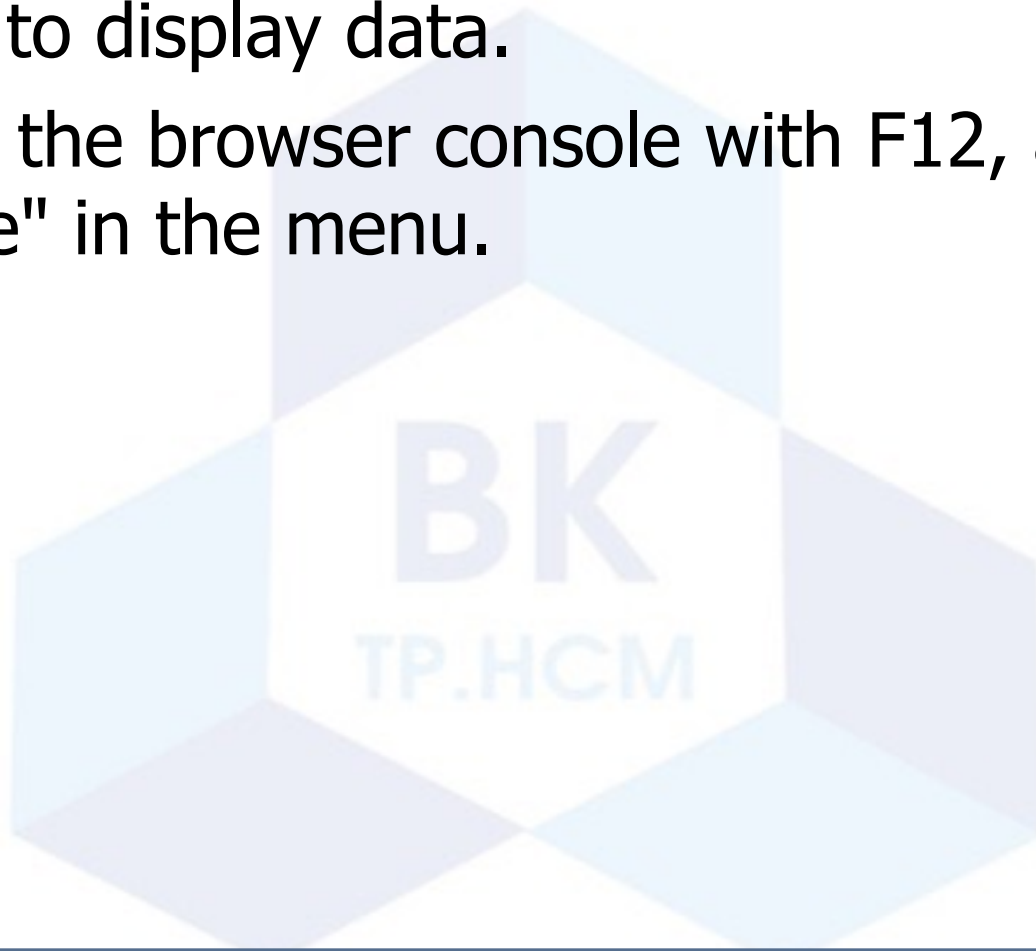 to display data.
the browser console with F12,
e" in the menu.
BK
TP.HCM